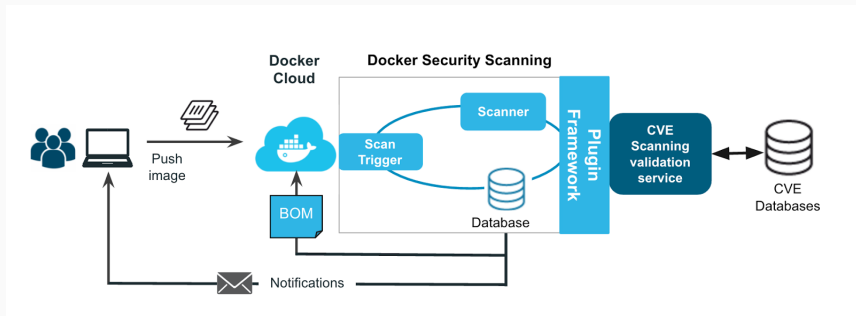 Docker
Cloud
Docker Security Scanning
Push
image
Scan
Trigger
Scanner
Database
Plugin
Framework
CVE
Scanning
validation
service
CVE
Databases
BOM
Notifications